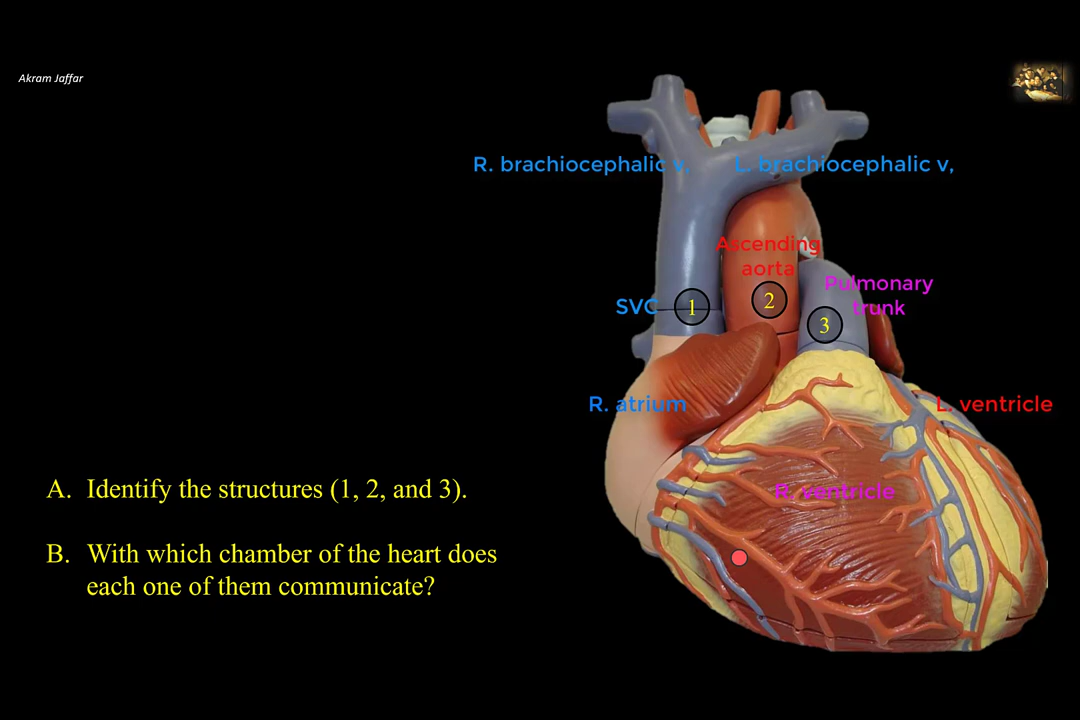 Akram Jaffar
R. brachiocephalic v,
L. brachiocephalic v,
Ascending
aorta
Pulmonary
trunk
SVC
1
2
3
R. atrium
L. ventricle
R. ventricle
A. Identify the structures (1, 2, and 3).
B. With which chamber of the heart does
each one of them communicate?